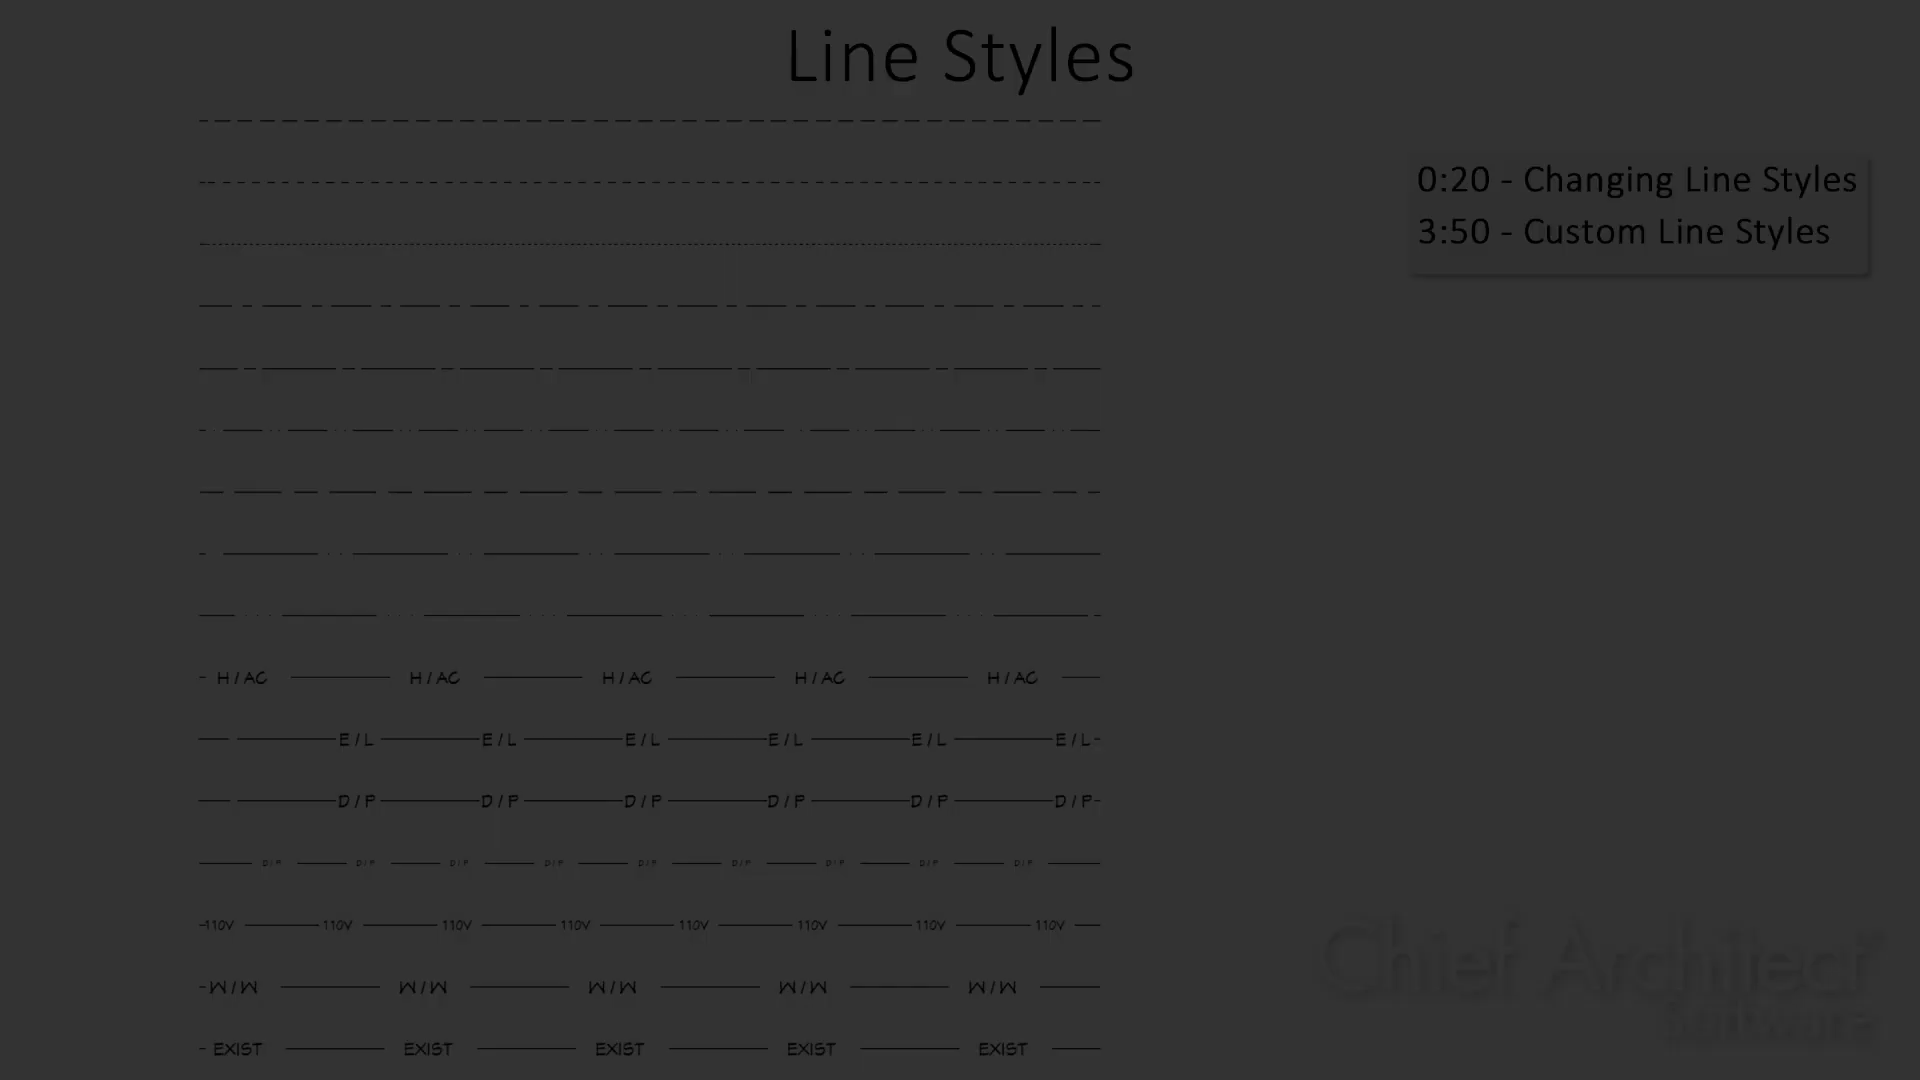 Line Styles
0:20 - Changing Line Styles
3:50 - Custom Line Styles
H / AC H / AC H / AC H / AC H / AC
E / L E / L E / L E / L E / L E / L
D / P D / P D / P D / P D / P D / P
D / P D / P D / P D / P D / P D / P D / P D / P D / P
110V 110V 110V 110V 110V 110V 110V 110V
W / W W / W W / W W / W W / W
Chief Architect
Software
EXIST EXIST EXIST EXIST EXIST